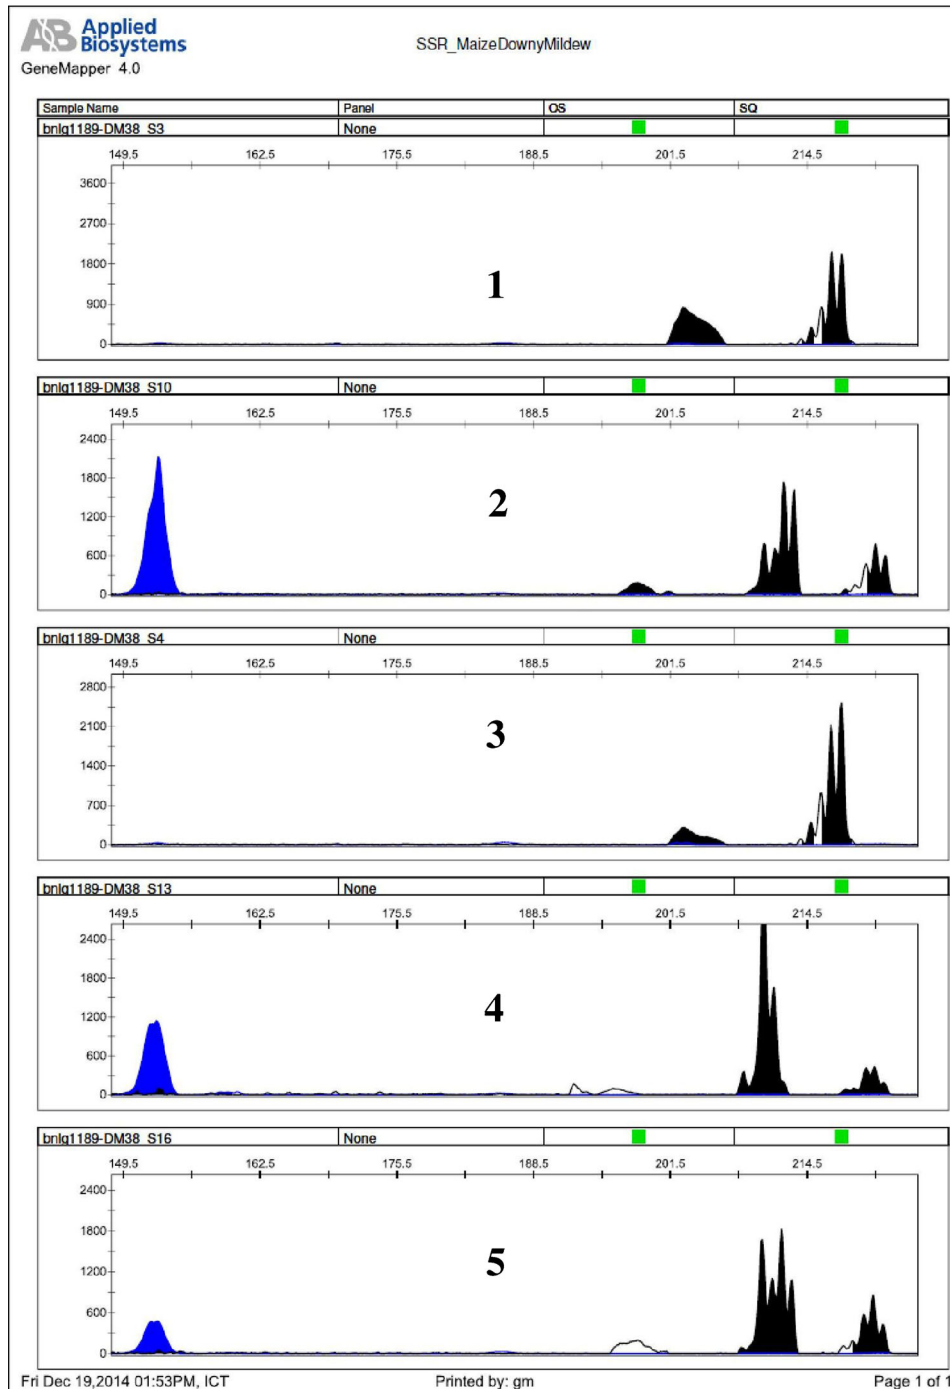 AB Applied
Biosystems
SSR_MaizeDownyMildew
GeneMapper 4.0
Sample Name Panel OS SQ
bnlg1189-DM38_S3 None
149.5 162.5 175.5 188.5 201.5 214.5
3600
2700
1800
900
0
1
bnlg1189-DM38_S10 None
149.5 162.5 175.5 188.5 201.5 214.5
2400
1800
1200
600
0
2
bnlg1189-DM38_S4 None
149.5 162.5 175.5 188.5 201.5 214.5
2800
2100
1400
700
0
3
bnlg1189-DM38_S13 None
149.5 162.5 175.5 188.5 201.5 214.5
2400
1800
1200
600
0
4
bnlg1189-DM38_S16 None
149.5 162.5 175.5 188.5 201.5 214.5
2400
1800
1200
600
0
5
Fri Dec 19,2014 01:53PM, ICT Printed by: gm Page 1 of 1